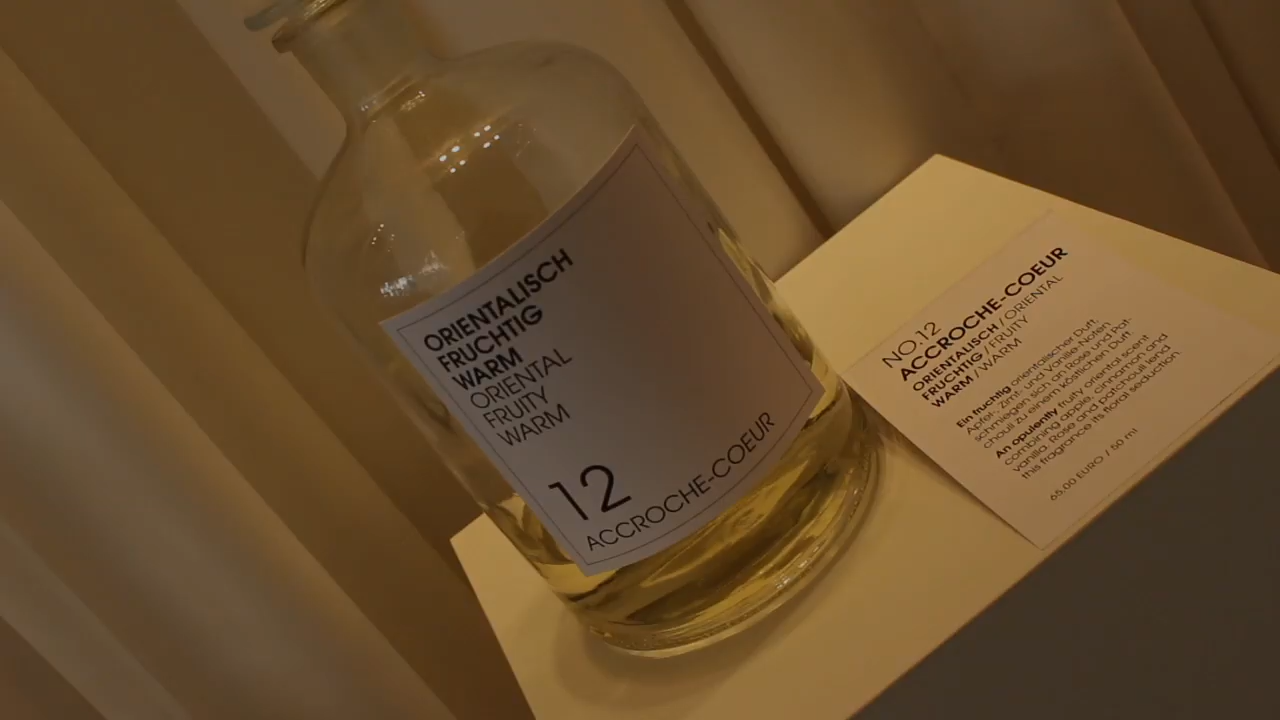 ORIENTALISCH
FRUCHTIG
WARM
ORIENTAL
FRUITY
WARM
12
ACCROCHE-COEUR
NO.12
ACCROCHE-COEUR
ORIENTALISCH / ORIENTAL
FRUCHTIG / FRUITY
WARM / WARM
Ein fruchtig orientalischer Duft.
Apfel-, Zimt- und Vanille-Noten
schmiegen sich an Rose und Pat-
chouli zu einem köstlichen Duft.
An opulently fruity oriental scent
combining apple, cinnamon and
vanilla. Rose and patchouli lend
this fragrance its floral seduction.
65,00 EURO / 50 ml